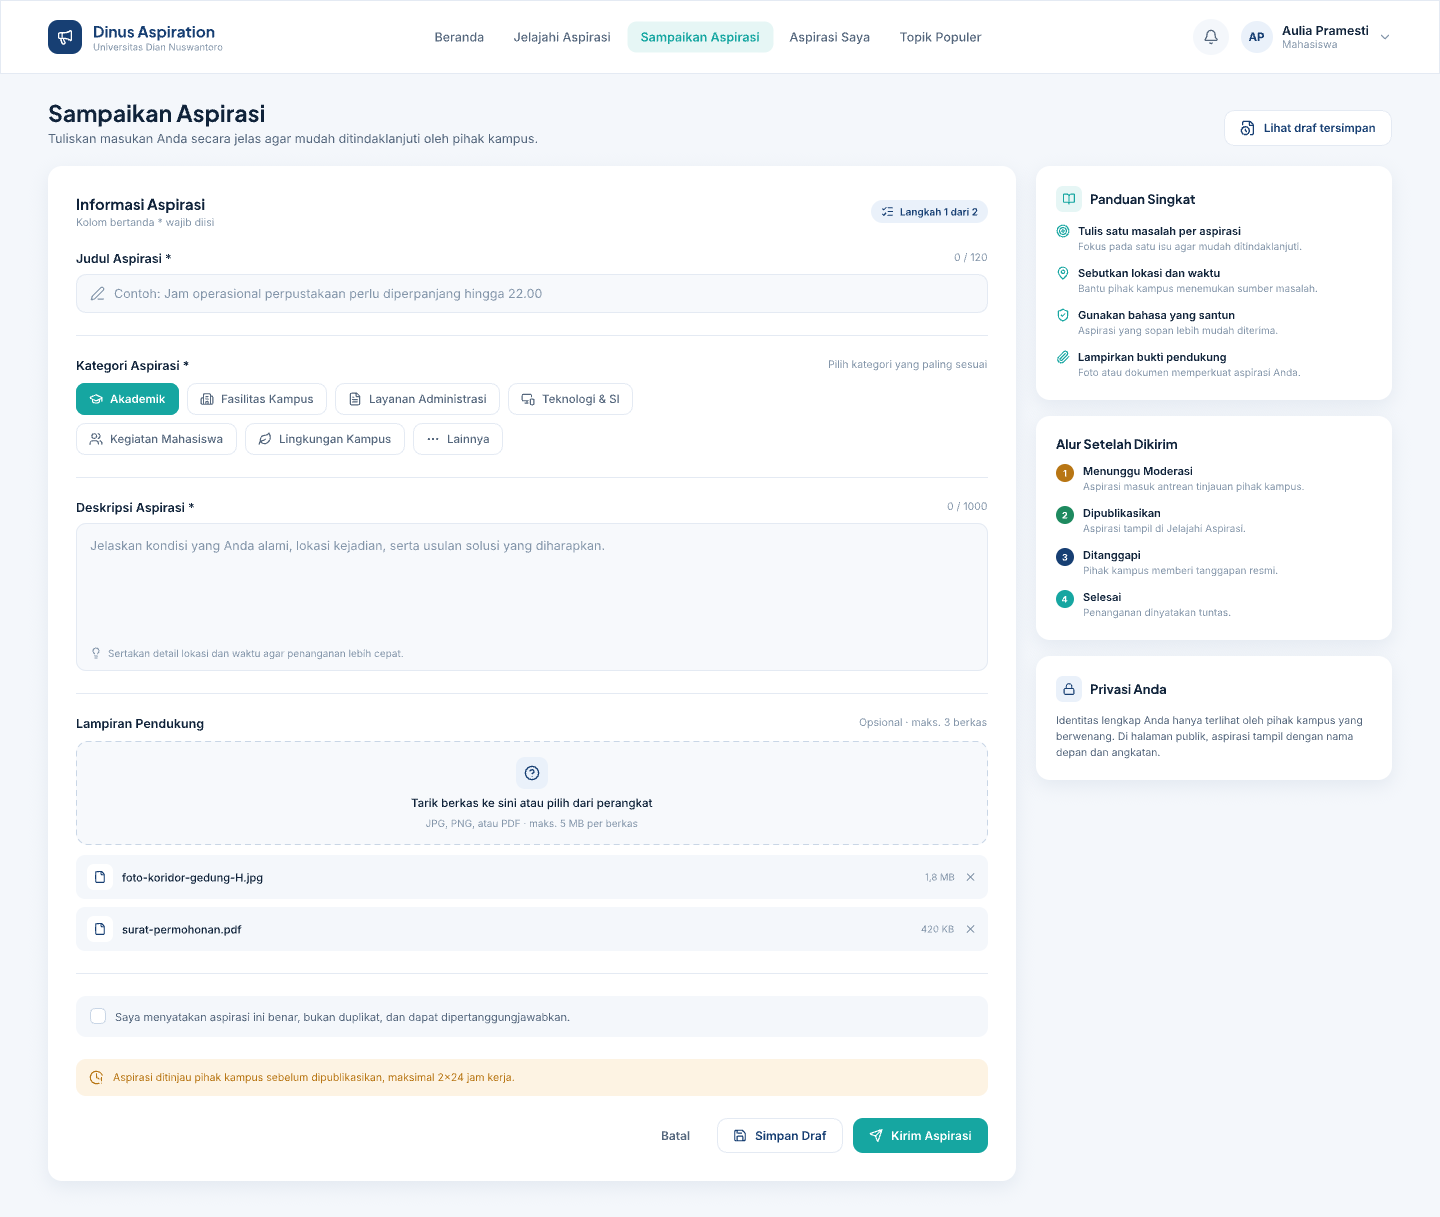 Dinus Aspiration
Universitas Dian Nuswantoro
Beranda
Jelajahi Aspirasi
Sampaikan Aspirasi
Aspirasi Saya
Topik Populer
AP
Aulia Pramesti
Mahasiswa
Sampaikan Aspirasi
Tuliskan masukan Anda secara jelas agar mudah ditindaklanjuti oleh pihak kampus.
Lihat draf tersimpan
Informasi Aspirasi
Kolom bertanda * wajib diisi
Langkah 1 dari 2
Judul Aspirasi *
0 / 120
Contoh: Jam operasional perpustakaan perlu diperpanjang hingga 22.00
Kategori Aspirasi *
Pilih kategori yang paling sesuai
Akademik
Fasilitas Kampus
Layanan Administrasi
Teknologi & SI
Kegiatan Mahasiswa
Lingkungan Kampus
Lainnya
Deskripsi Aspirasi *
0 / 1000
Jelaskan kondisi yang Anda alami, lokasi kejadian, serta usulan solusi yang diharapkan.
Sertakan detail lokasi dan waktu agar penanganan lebih cepat.
Lampiran Pendukung
Opsional · maks. 3 berkas
Tarik berkas ke sini atau pilih dari perangkat
JPG, PNG, atau PDF · maks. 5 MB per berkas
foto-koridor-gedung-H.jpg
1,8 MB
surat-permohonan.pdf
420 KB
Saya menyatakan aspirasi ini benar, bukan duplikat, dan dapat dipertanggungjawabkan.
Aspirasi ditinjau pihak kampus sebelum dipublikasikan, maksimal 2×24 jam kerja.
Batal
Simpan Draf
Kirim Aspirasi
Panduan Singkat
Tulis satu masalah per aspirasi
Fokus pada satu isu agar mudah ditindaklanjuti.
Sebutkan lokasi dan waktu
Bantu pihak kampus menemukan sumber masalah.
Gunakan bahasa yang santun
Aspirasi yang sopan lebih mudah diterima.
Lampirkan bukti pendukung
Foto atau dokumen memperkuat aspirasi Anda.
Alur Setelah Dikirim
1
Menunggu Moderasi
Aspirasi masuk antrean tinjauan pihak kampus.
2
Dipublikasikan
Aspirasi tampil di Jelajahi Aspirasi.
3
Ditanggapi
Pihak kampus memberi tanggapan resmi.
4
Selesai
Penanganan dinyatakan tuntas.
Privasi Anda
Identitas lengkap Anda hanya terlihat oleh pihak kampus yang
berwenang. Di halaman publik, aspirasi tampil dengan nama
depan dan angkatan.